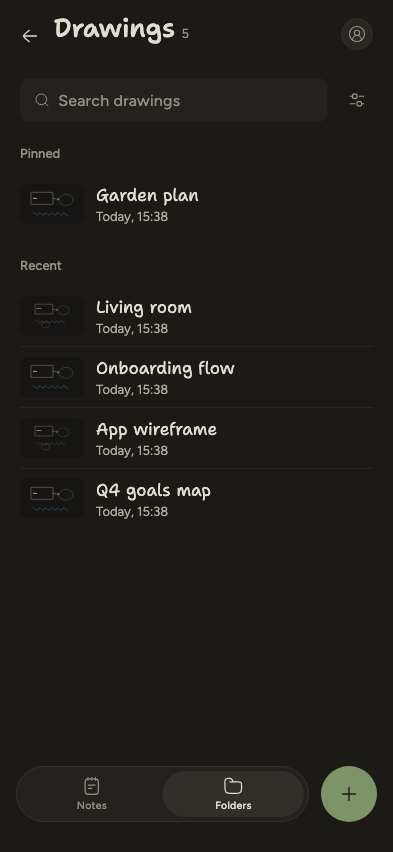 Drawings 5
Search drawings
Pinned
Garden plan
Today, 15:38
Recent
Living room
Today, 15:38
Onboarding flow
Today, 15:38
App wireframe
Today, 15:38
Q4 goals map
Today, 15:38
Notes
Folders